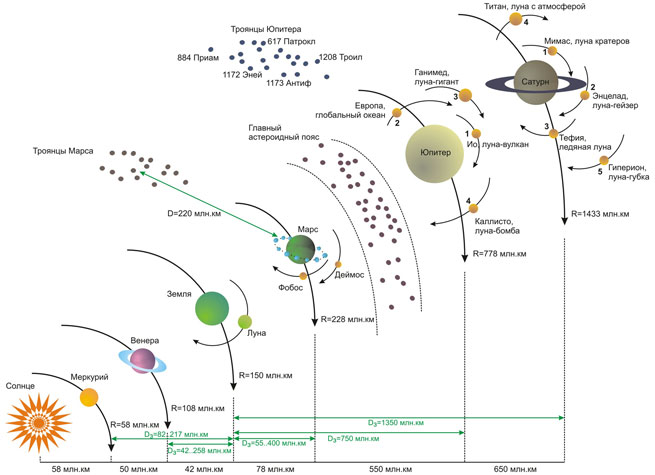 Титан, луна с атмосферой
4
Троянцы Юпитера
617 Патрокл
884 Приам
1208 Троил
1172 Эней
1173 Антиф
Мимас, луна кратеров
1
Сатурн
2
Энцелад,
луна-гейзер
Ганимед,
луна-гигант
3
Европа,
глобальный океан
2
1
Ио, луна-вулкан
3
Тефия,
ледяная луна
5
Гиперион,
луна-губка
Юпитер
Главный
астероидный пояс
Троянцы Марса
4
Каллисто,
луна-бомба
R=1433 млн.км
D=220 млн.км
Марс
R=778 млн.км
Фобос
Деймос
Земля
R=228 млн.км
Луна
Венера
R=150 млн.км
Меркурий
Солнце
R=108 млн.км
R=58 млн.км
D₃=1350 млн.км
D₃=82..217 млн.км
D₃=55..400 млн.км
D₃=750 млн.км
D₃=42..258 млн.км
58 млн.км
50 млн.км
42 млн.км
78 млн.км
550 млн.км
650 млн.км